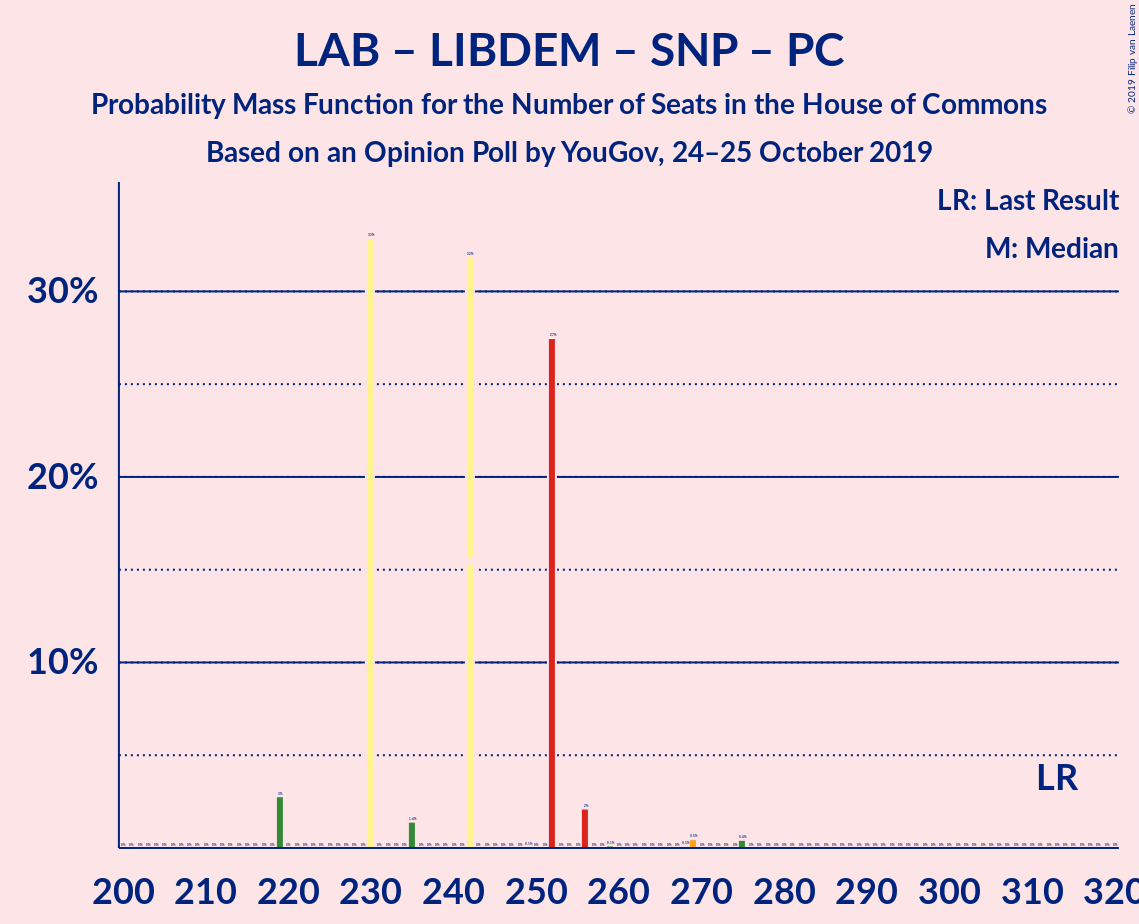 LAB – LIBDEM – SNP – PC
Probability Mass Function for the Number of Seats in the House of Commons
Based on an Opinion Poll by YouGov, 24–25 October 2019
© 2019 Filip van Laenen
LR: Last Result
M: Median
30%
20%
10%
LR
200 210 220 230 240 250 260 270 280 290 300 310 320